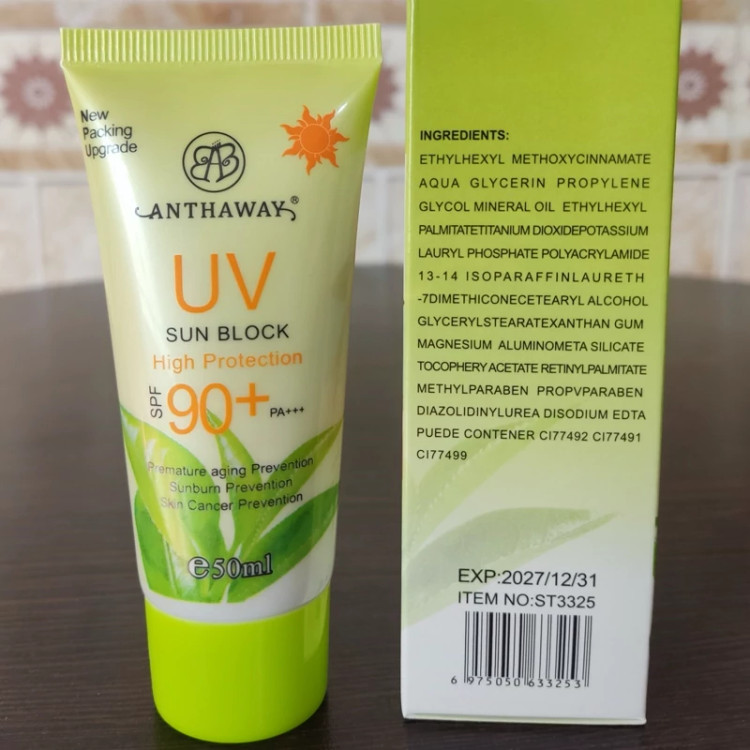 New
Packing
Upgrade
ANTHAWAY®
UV
SUN BLOCK
High Protection
SPF 90+ PA+++
Premature aging Prevention
Sunburn Prevention
Skin Cancer Prevention
e50ml
INGREDIENTS:
ETHYLHEXYL METHOXYCINNAMATE
AQUA GLYCERIN PROPYLENE
GLYCOL MINERAL OIL ETHYLHEXYL
PALMITATETITANIUM DIOXIDEPOTASSIUM
LAURYL PHOSPHATE POLYACRYLAMIDE
13-14 ISOPARAFFINLAURETH
-7DIMETHICONECETEARYL ALCOHOL
GLYCERYLSTEARATEXANTHAN GUM
MAGNESIUM ALUMINOMETA SILICATE
TOCOPHERY ACETATE RETINYLPALMITATE
METHYLPARABEN PROPVPARABEN
DIAZOLIDINYLUREA DISODIUM EDTA
PUEDE CONTENER CI77492 CI77491
CI77499
EXP:2027/12/31
ITEM NO:ST3325
6 975050 633253